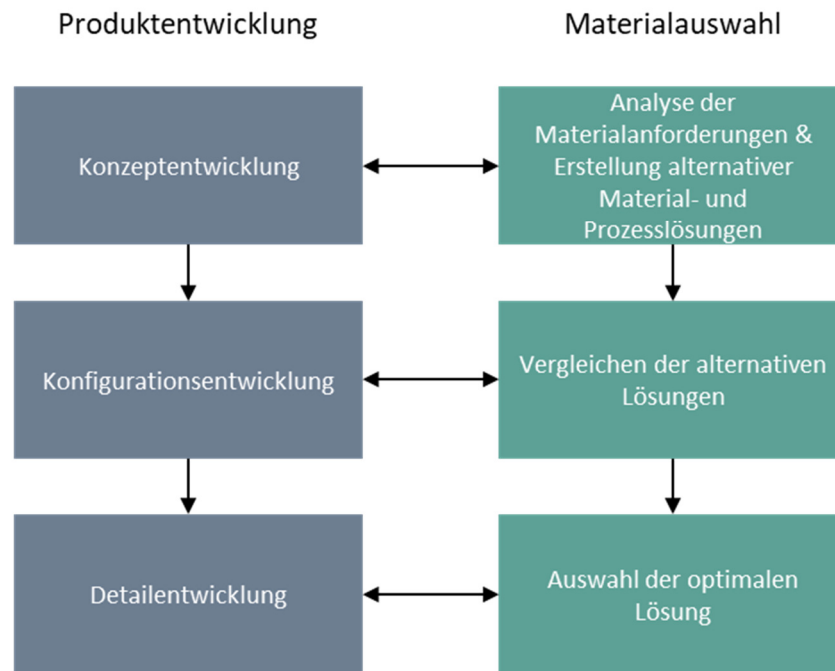 Produktentwicklung
Materialauswahl
Konzeptentwicklung
Analyse der
Materialanforderungen &
Erstellung alternativer
Material- und
Prozesslösungen
Konfigurationsentwicklung
Vergleichen der alternativen
Lösungen
Detailentwicklung
Auswahl der optimalen
Lösung